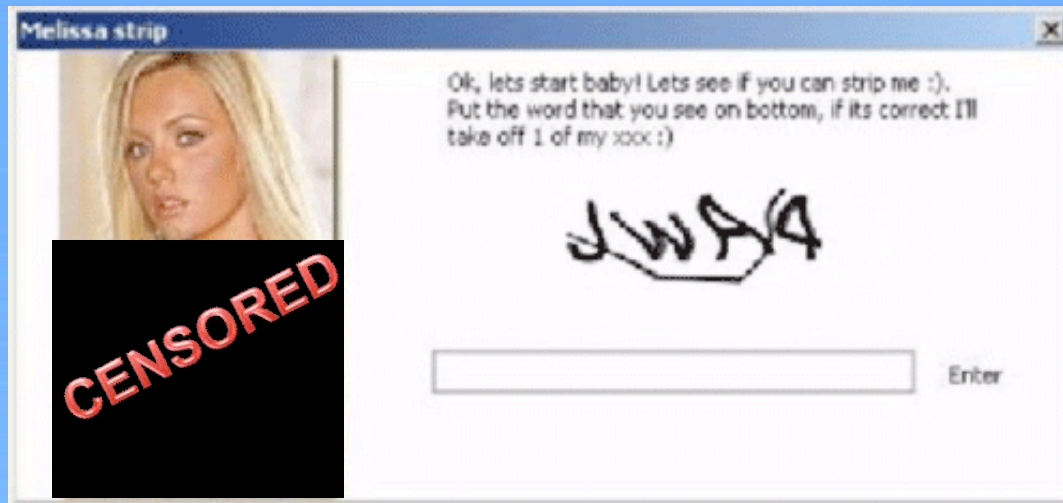 Melissa strip
Ok, lets start baby! Lets see if you can strip me :).
Put the word that you see on bottom, if its correct I'll
take off 1 of my xxx :)
CENSORED
Enter